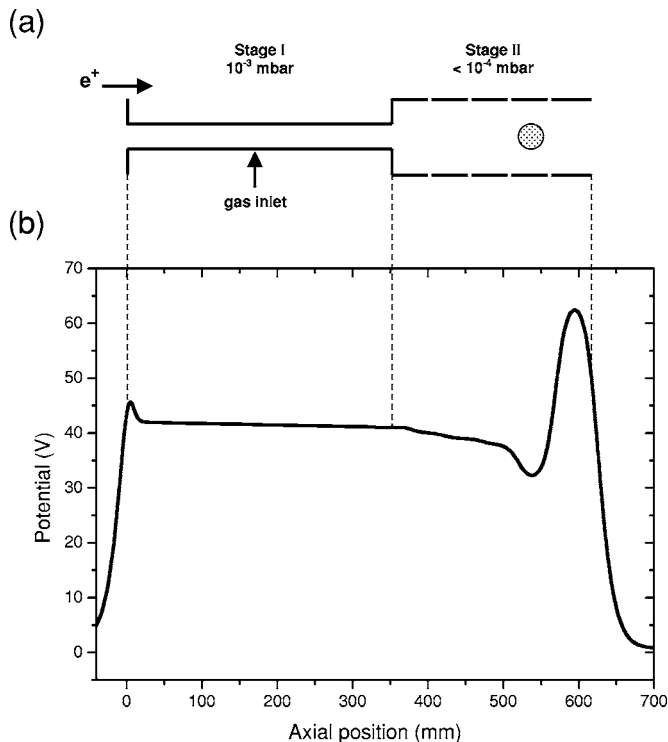 (a)
Stage I
10⁻³ mbar
Stage II
< 10⁻⁴ mbar
e⁺
gas inlet
(b)
70
60
50
40
30
20
10
0
Potential (V)
0 100 200 300 400 500 600 700
Axial position (mm)